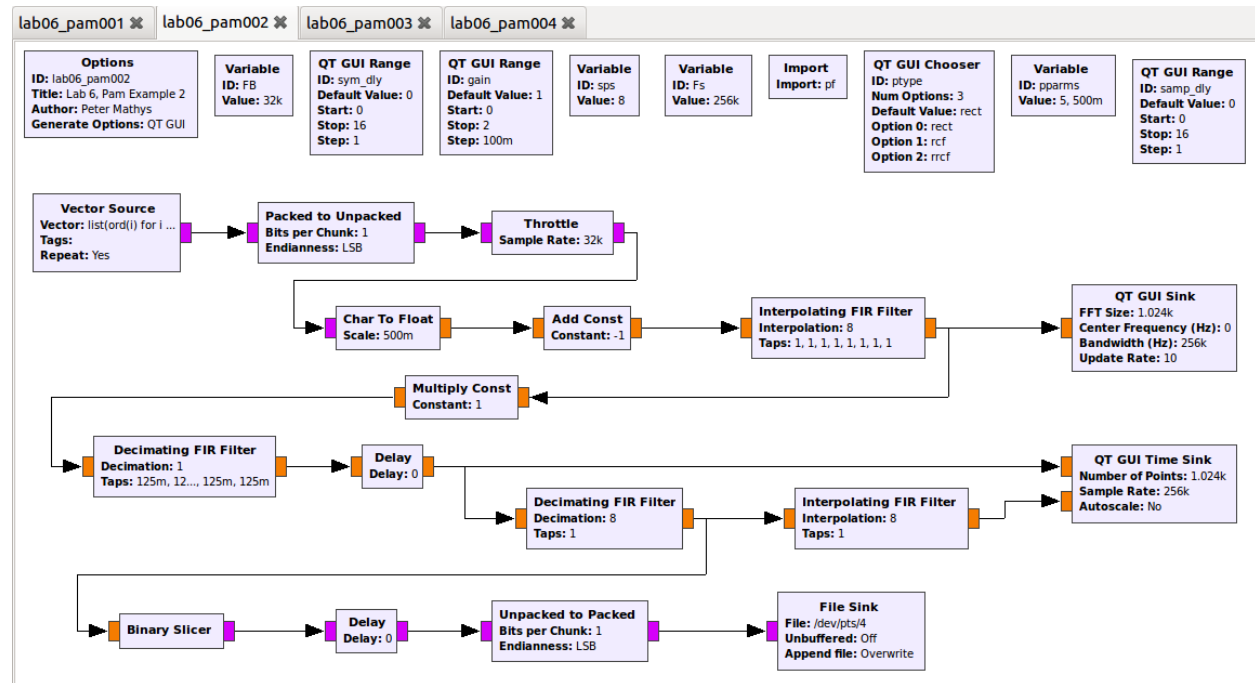 lab06_pam001 lab06_pam002 lab06_pam003 lab06_pam004
Options
ID: lab06_pam002
Title: Lab 6, Pam Example 2
Author: Peter Mathys
Generate Options: QT GUI
Variable
ID: FB
Value: 32k
QT GUI Range
ID: sym_dly
Default Value: 0
Start: 0
Stop: 16
Step: 1
QT GUI Range
ID: gain
Default Value: 1
Start: 0
Stop: 2
Step: 100m
Variable
ID: sps
Value: 8
Variable
ID: Fs
Value: 256k
Import
Import: pf
QT GUI Chooser
ID: ptype
Num Options: 3
Default Value: rect
Option 0: rect
Option 1: rcf
Option 2: rrcf
Variable
ID: pparms
Value: 5, 500m
QT GUI Range
ID: samp_dly
Default Value: 0
Start: 0
Stop: 16
Step: 1
Vector Source
Vector: list(ord(i) for i ...
Tags:
Repeat: Yes
Packed to Unpacked
Bits per Chunk: 1
Endianness: LSB
Throttle
Sample Rate: 32k
Char To Float
Scale: 500m
Add Const
Constant: -1
Interpolating FIR Filter
Interpolation: 8
Taps: 1, 1, 1, 1, 1, 1, 1, 1
QT GUI Sink
FFT Size: 1.024k
Center Frequency (Hz): 0
Bandwidth (Hz): 256k
Update Rate: 10
Multiply Const
Constant: 1
Decimating FIR Filter
Decimation: 1
Taps: 125m, 12..., 125m, 125m
Delay
Delay: 0
Decimating FIR Filter
Decimation: 8
Taps: 1
Interpolating FIR Filter
Interpolation: 8
Taps: 1
QT GUI Time Sink
Number of Points: 1.024k
Sample Rate: 256k
Autoscale: No
Binary Slicer
Delay
Delay: 0
Unpacked to Packed
Bits per Chunk: 1
Endianness: LSB
File Sink
File: /dev/pts/4
Unbuffered: Off
Append file: Overwrite